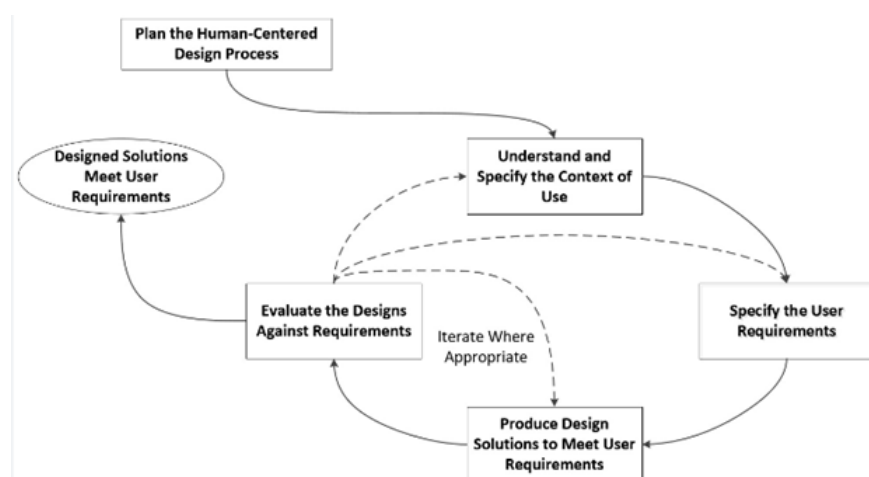 Plan the Human-Centered
Design Process
Designed Solutions
Meet User
Requirements
Understand and
Specify the Context of
Use
Evaluate the Designs
Against Requirements
Specify the User
Requirements
Iterate Where
Appropriate
Produce Design
Solutions to Meet User
Requirements